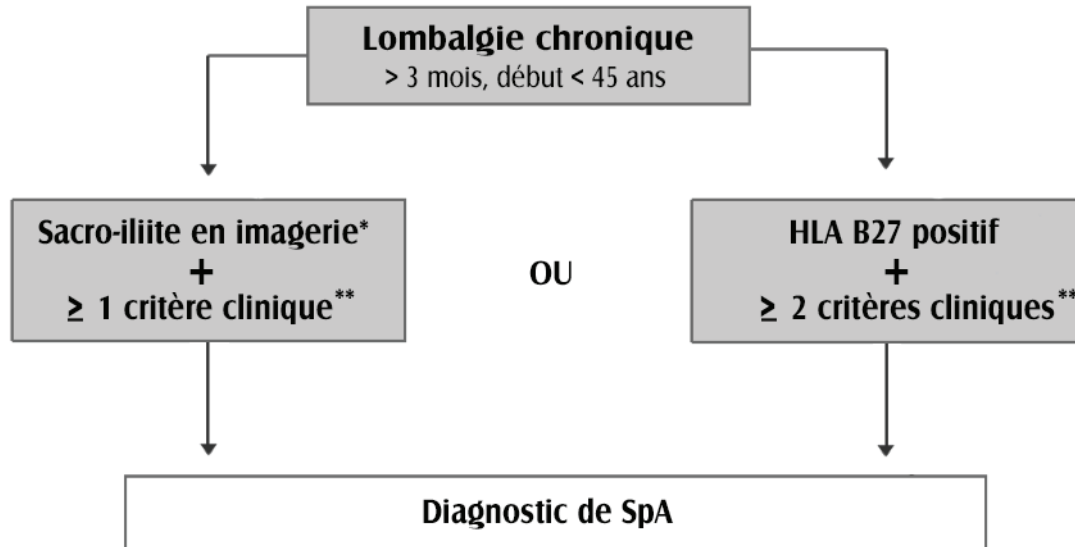 Lombalgie chronique
> 3 mois, début < 45 ans
Sacro-iliite en imagerie*
+
≥ 1 critère clinique**
OU
HLA B27 positif
+
≥ 2 critères cliniques**
Diagnostic de SpA